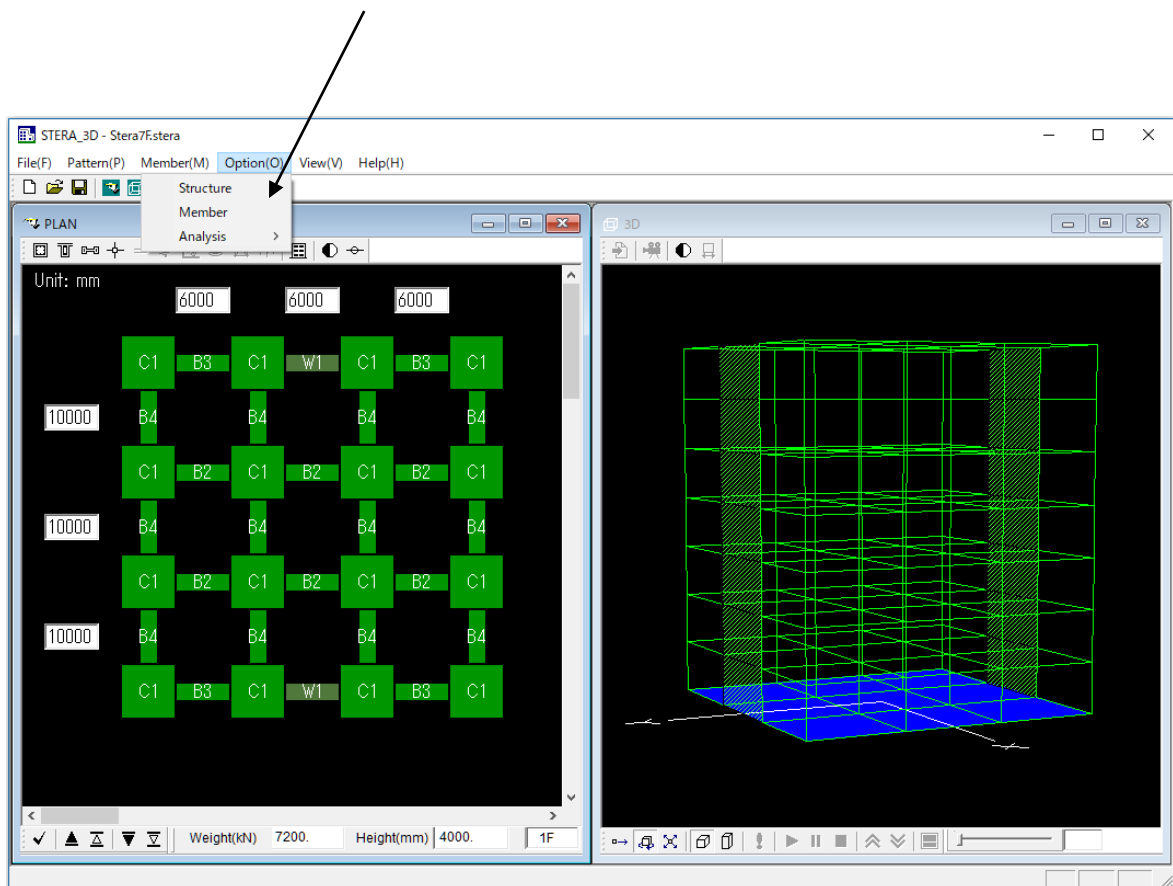 STERA_3D - Stera7F.stera
File(F) Pattern(P) Member(M) Option(O) View(V) Help(H)
Structure
Member
Analysis
PLAN
3D
Unit: mm
6000 6000 6000
C1 B3 C1 W1 C1 B3 C1
10000 B4 B4 B4 B4
C1 B2 C1 B2 C1 B2 C1
10000 B4 B4 B4 B4
C1 B2 C1 B2 C1 B2 C1
10000 B4 B4 B4 B4
C1 B3 C1 W1 C1 B3 C1
Weight(kN) 7200. Height(mm) 4000. 1F